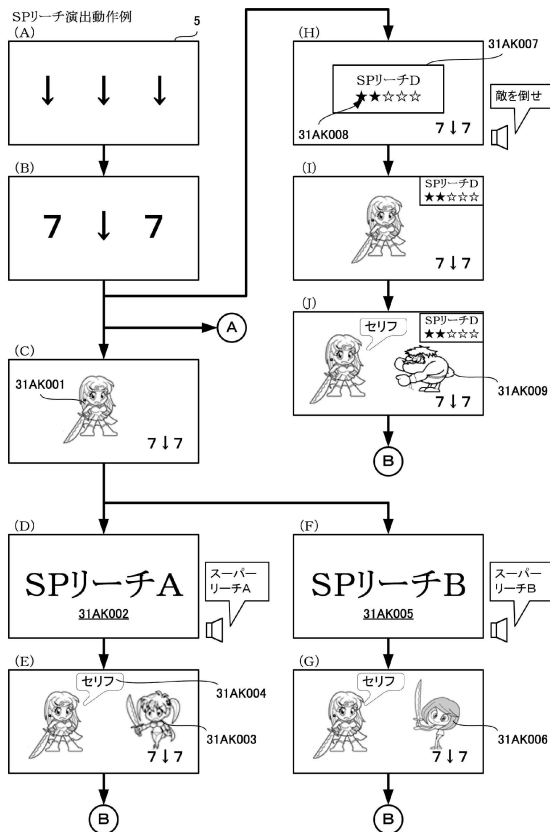 SPリーチ演出動作例
(A)
5
↓ ↓ ↓
(B)
7 ↓ 7
A
(C)
31AK001
7↓7
(D)
SPリーチA
31AK002
スーパー
リーチA
(E)
セリフ
31AK004
31AK003
7↓7
B
(F)
SPリーチB
31AK005
スーパー
リーチB
(G)
セリフ
31AK006
7↓7
B
(H)
31AK007
SPリーチD
★★☆☆☆
31AK008
7↓7
敵を倒せ
(I)
SPリーチD
★★☆☆☆
7↓7
(J)
SPリーチD
★★☆☆☆
セリフ
31AK009
7↓7
B